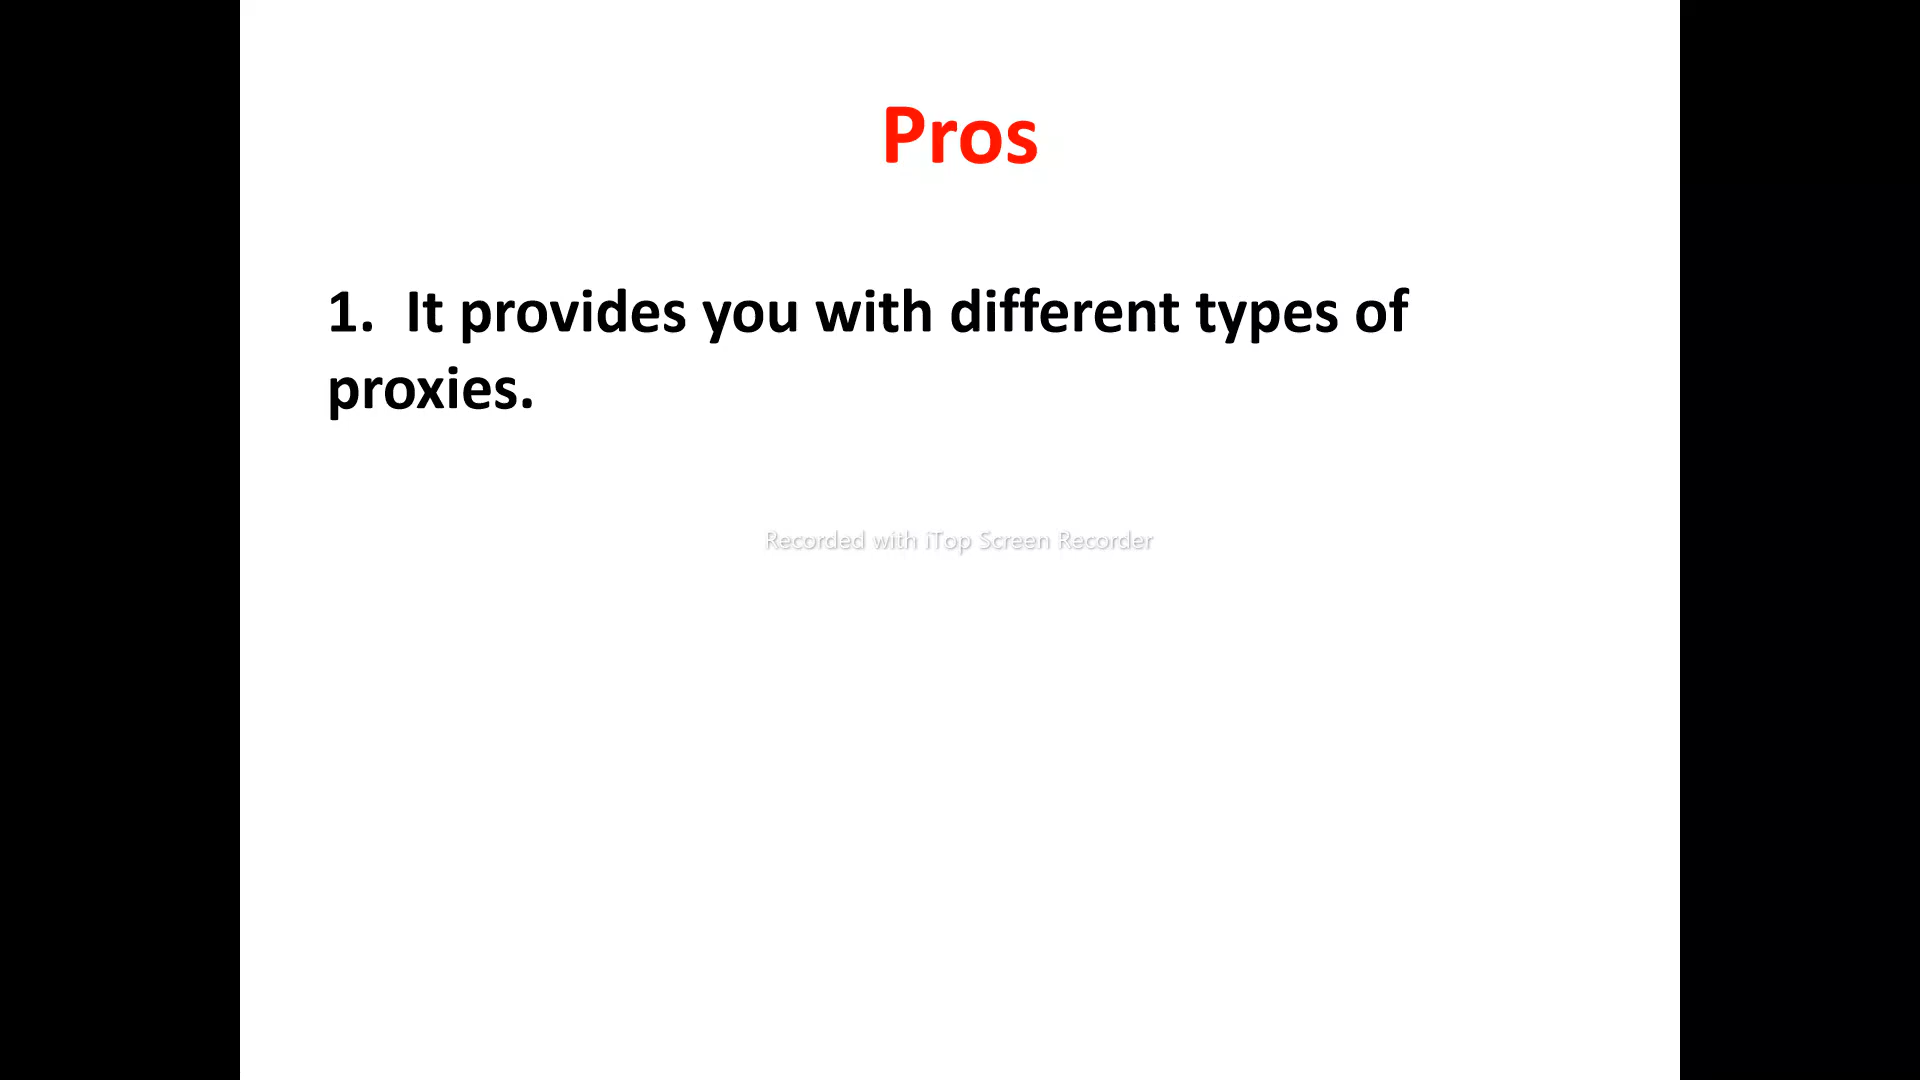 Pros
1. It provides you with different types of
proxies.
Recorded with iTop Screen Recorder